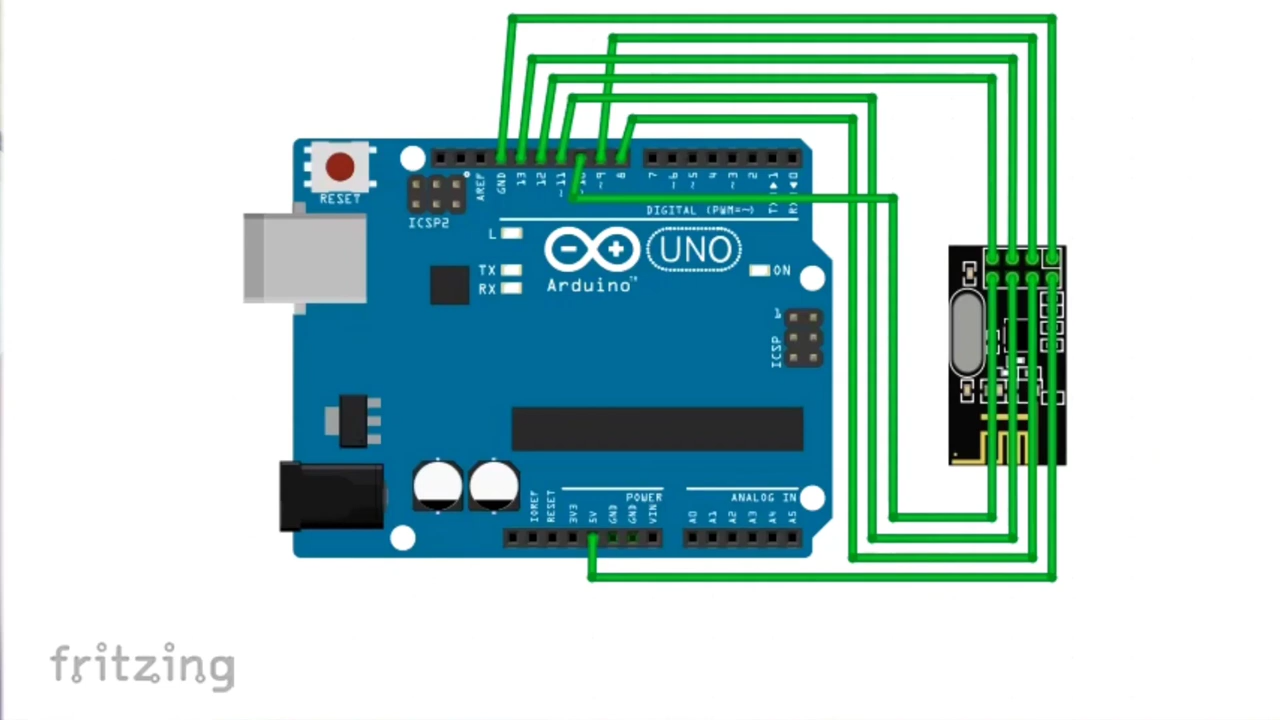 AREF
GND
13
12
~11
~9
8
7
~6
~5
4
~3
2
TX▶1
RX◀0
RESET
ICSP2
DIGITAL (PWM=~)
L
TX
RX
UNO
ON
Arduino™
ICSP
IOREF
RESET
3V3
5V
GND
GND
VIN
POWER
A0
A1
A2
A3
A4
A5
ANALOG IN
fritzing